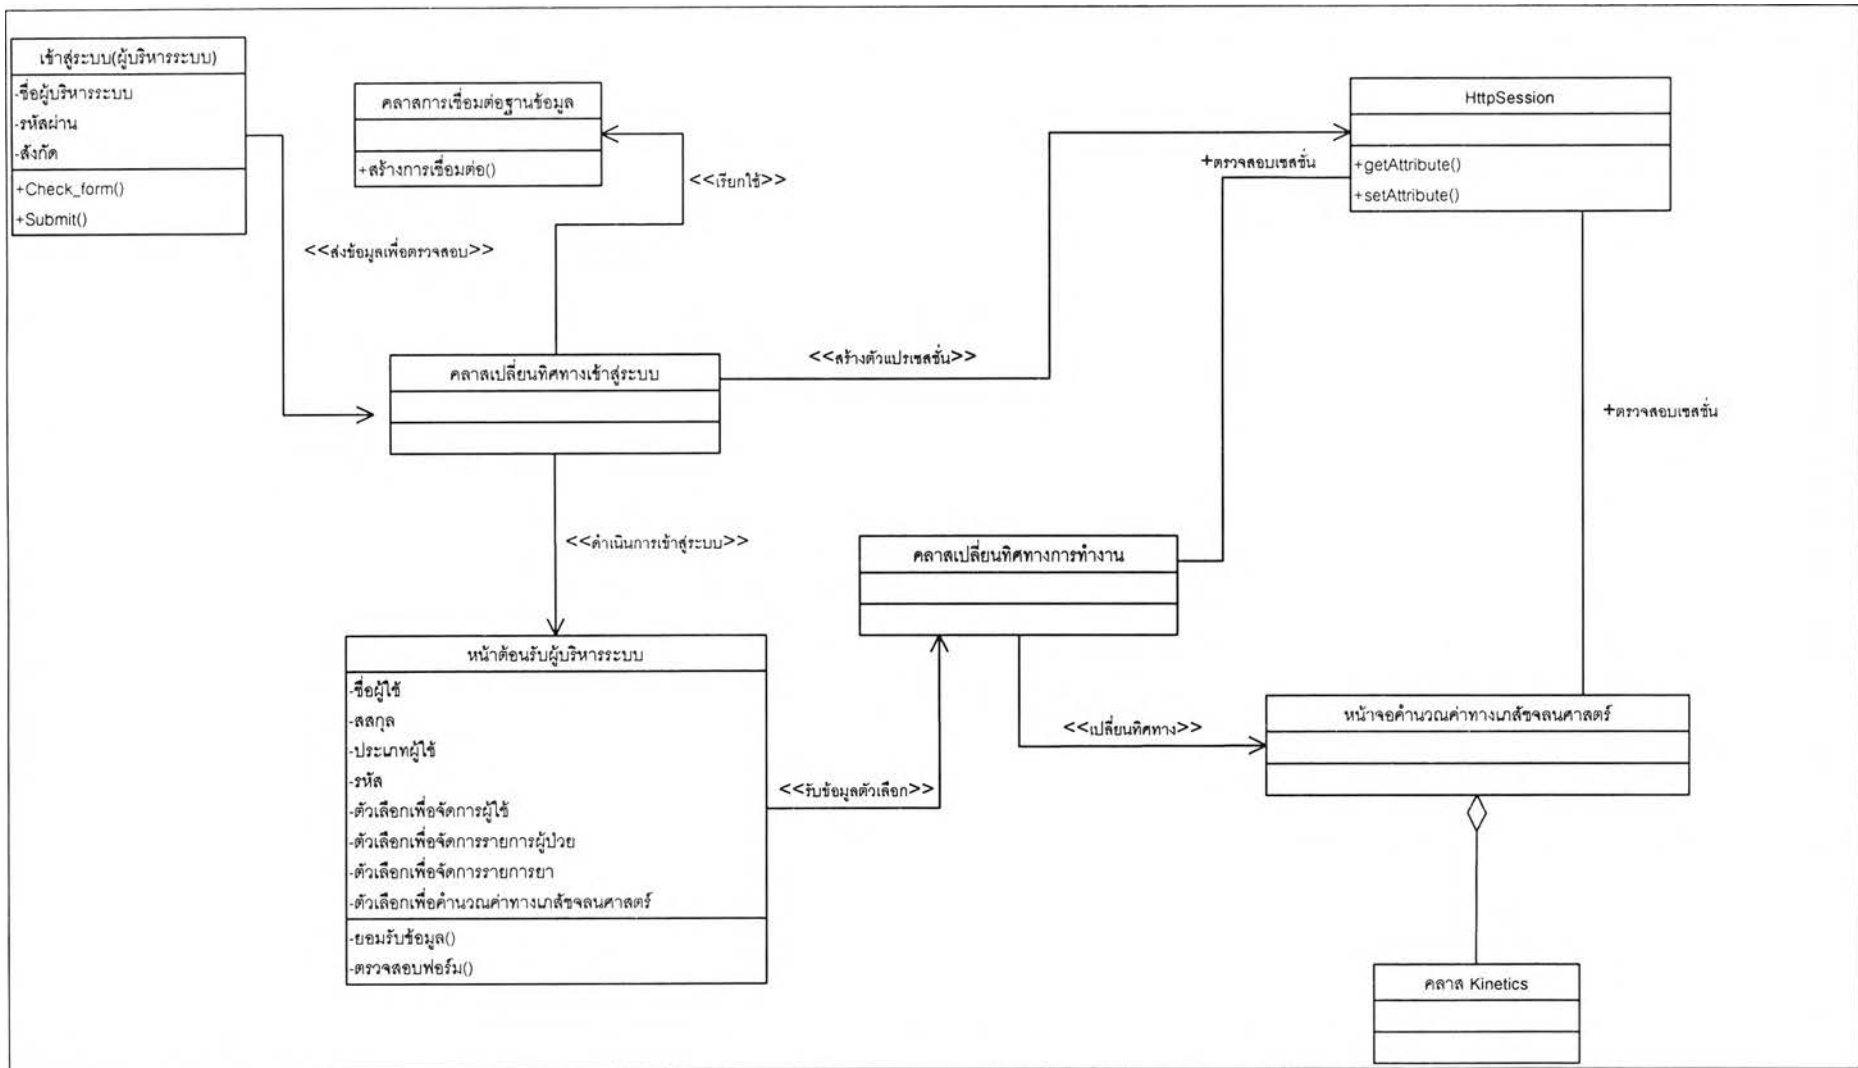 เข้าสู่ระบบ(ผู้บริหารระบบ)
-ชื่อผู้บริหารระบบ
-รหัสผ่าน
-สังกัด
+Check_form()
+Submit()
คลาสการเชื่อมต่อฐานข้อมูล
+สร้างการเชื่อมต่อ()
<<เรียกใช้>>
HttpSession
+getAttribute()
+setAttribute()
+ตรวจสอบเซสชั่น
<<ส่งข้อมูลเพื่อตรวจสอบ>>
<<สร้างตัวแปรเซสชั่น>>
คลาสเปลี่ยนทิศทางเข้าสู่ระบบ
+ตรวจสอบเซสชั่น
<<ดำเนินการเข้าสู่ระบบ>>
คลาสเปลี่ยนทิศทางการทำงาน
หน้าต้อนรับผู้บริหารระบบ
-ชื่อผู้ใช้
-สสกุล
-ประเภทผู้ใช้
-รหัส
-ตัวเลือกเพื่อจัดการผู้ใช้
-ตัวเลือกเพื่อจัดการรายการผู้ป่วย
-ตัวเลือกเพื่อจัดการรายการยา
-ตัวเลือกเพื่อคำนวณค่าทางเภสัชจลนศาสตร์
-ยอมรับข้อมูล()
-ตรวจสอบฟอร์ม()
<<รับข้อมูลตัวเลือก>>
<<เปลี่ยนทิศทาง>>
หน้าจอคำนวณค่าทางเภสัชจลนศาสตร์
คลาส Kinetics